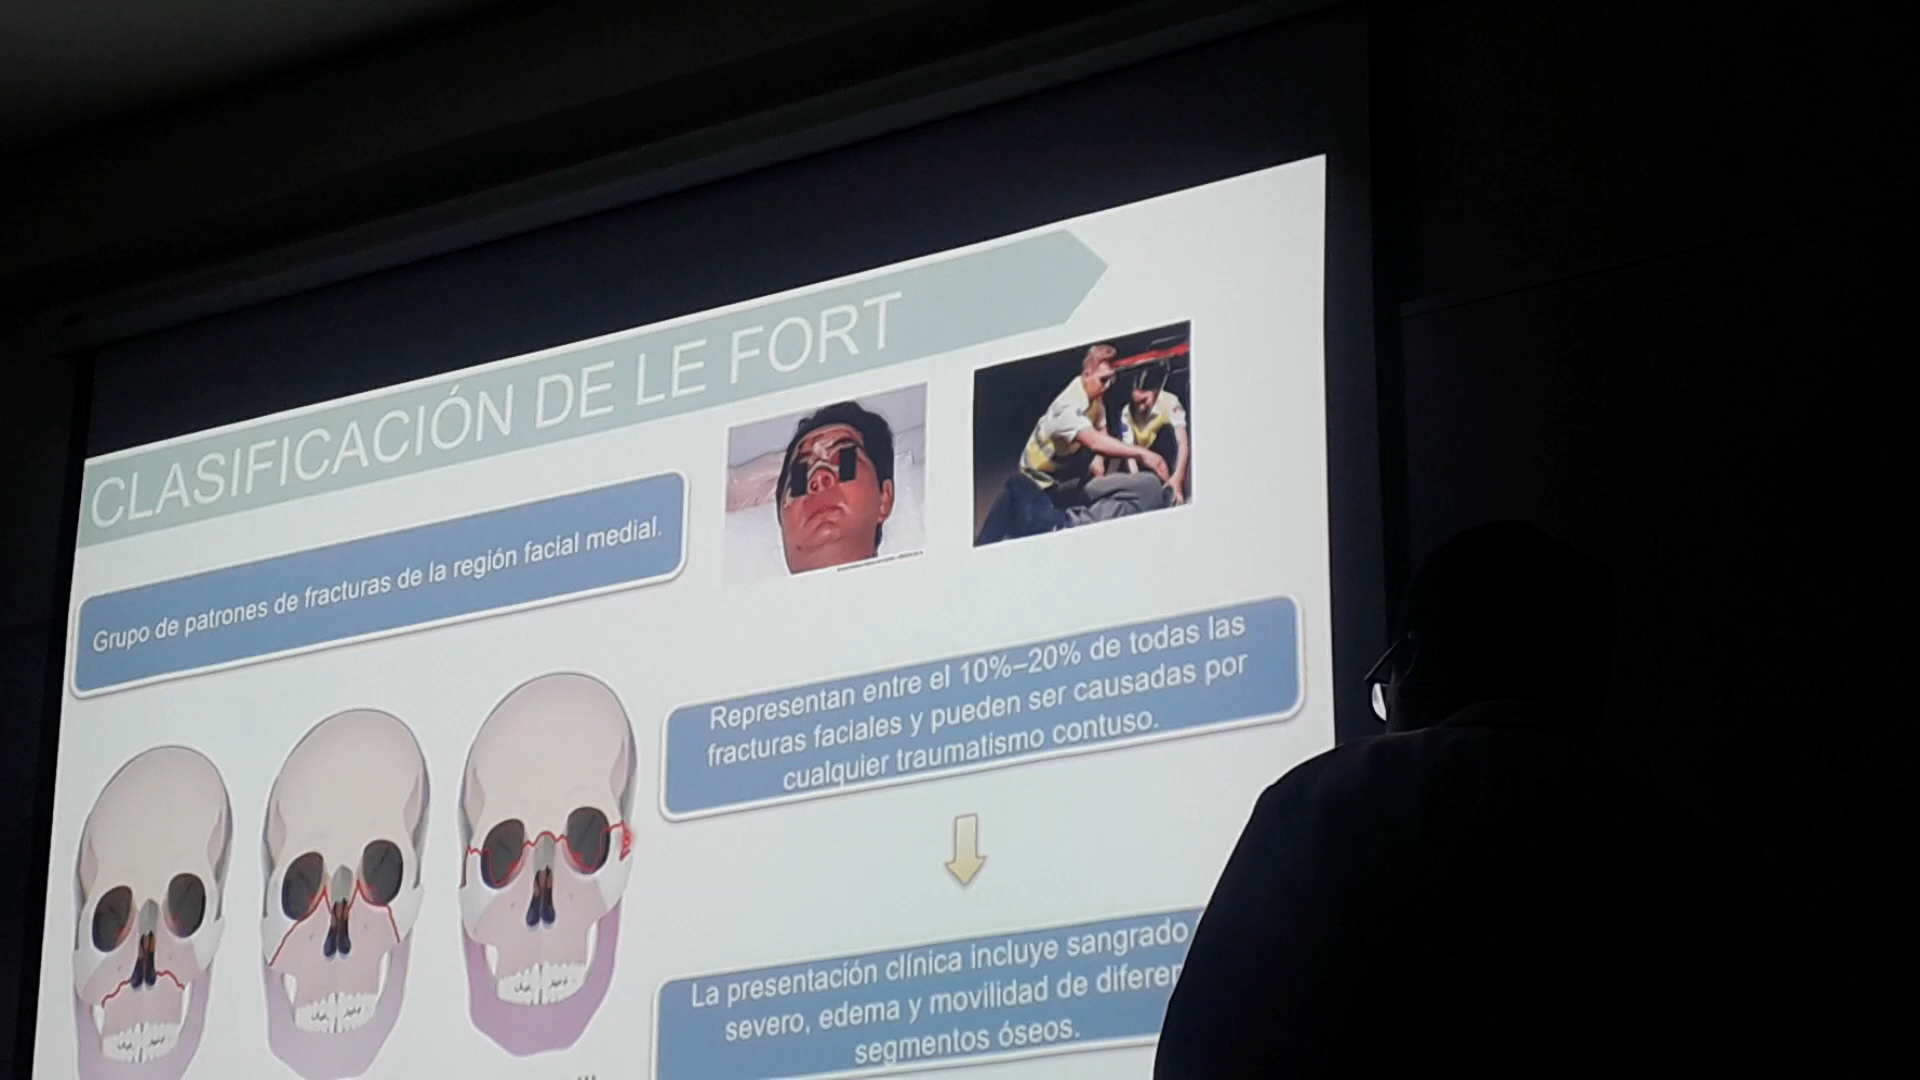 CLASIFICACIÓN DE LE FORT
Grupo de patrones de fracturas de la región facial medial.
Representan entre el 10%–20% de todas las
fracturas faciales y pueden ser causadas por
cualquier traumatismo contuso.
La presentación clínica incluye sangrado
severo, edema y movilidad de diferen
segmentos óseos.